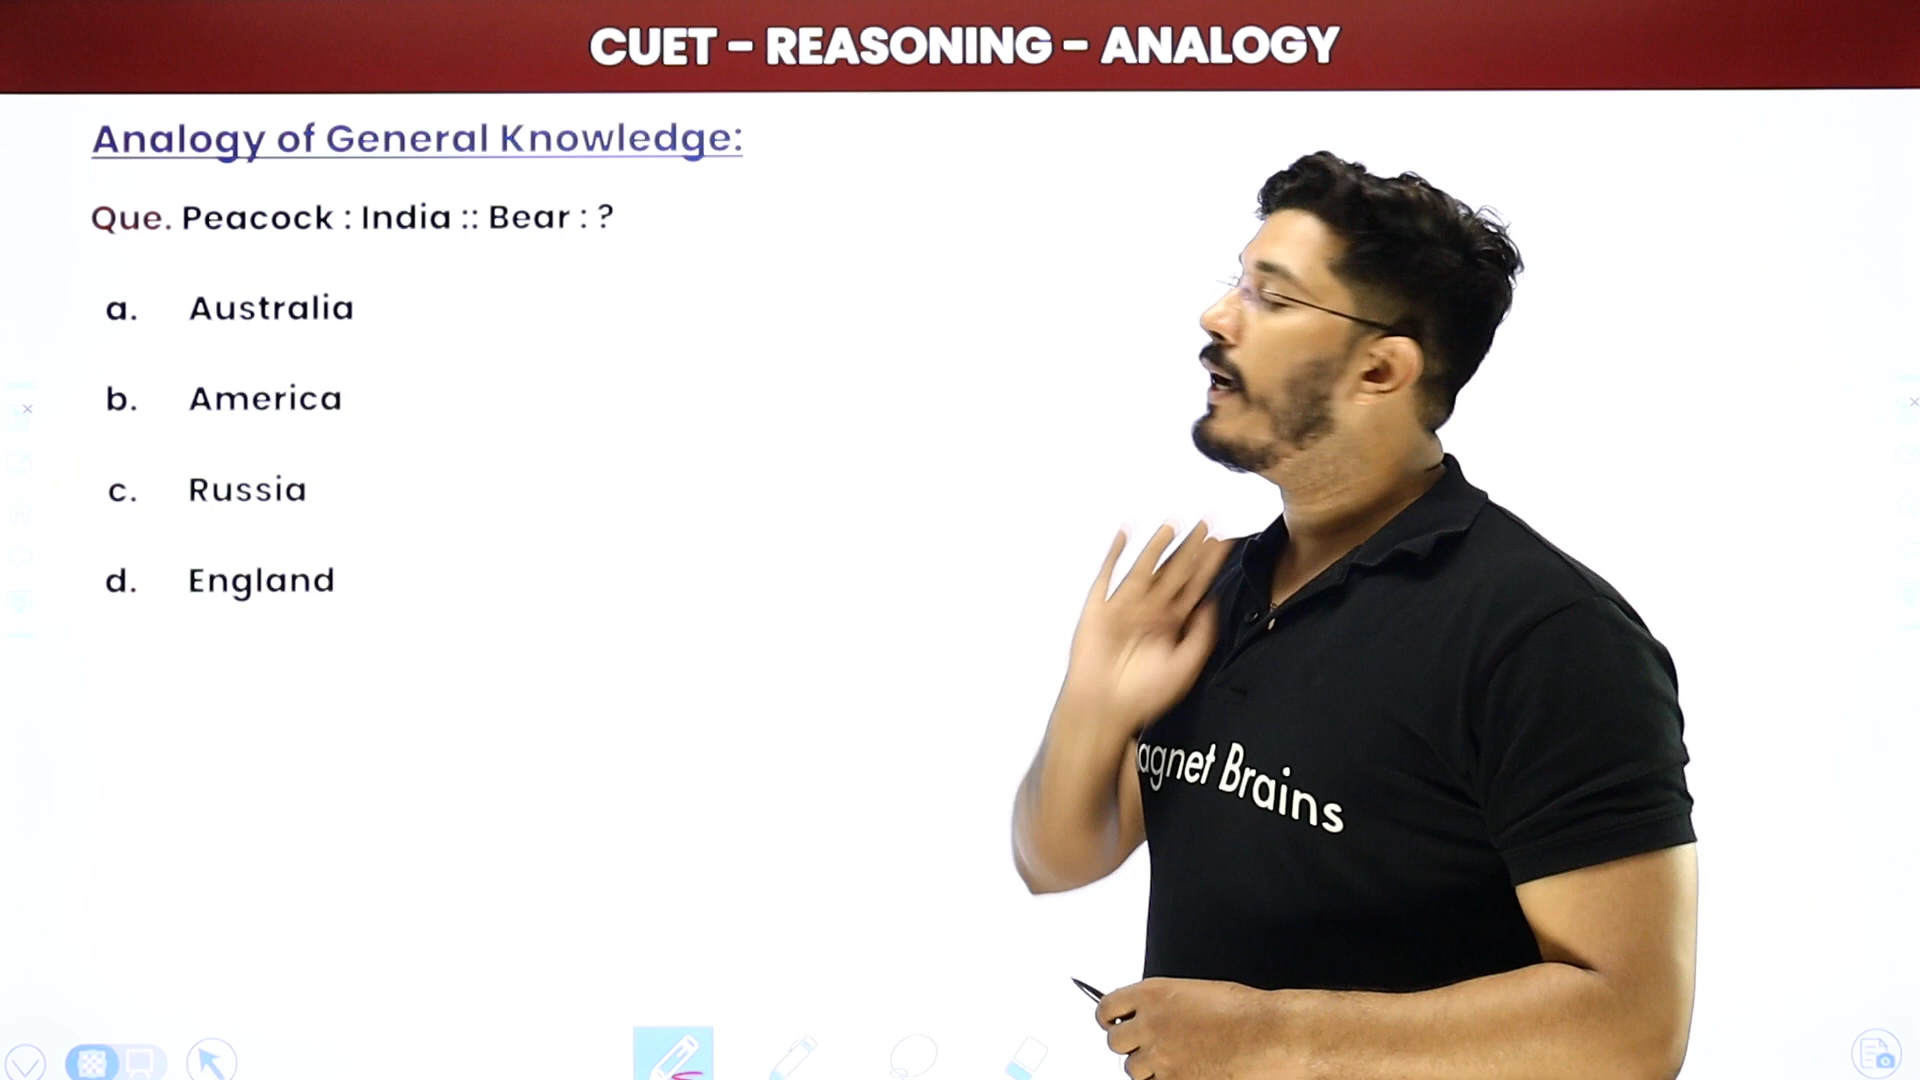 CUET - REASONING - ANALOGY
Analogy of General Knowledge:
Que. Peacock : India :: Bear : ?
a. Australia
b. America
c. Russia
d. England
agnet Brains